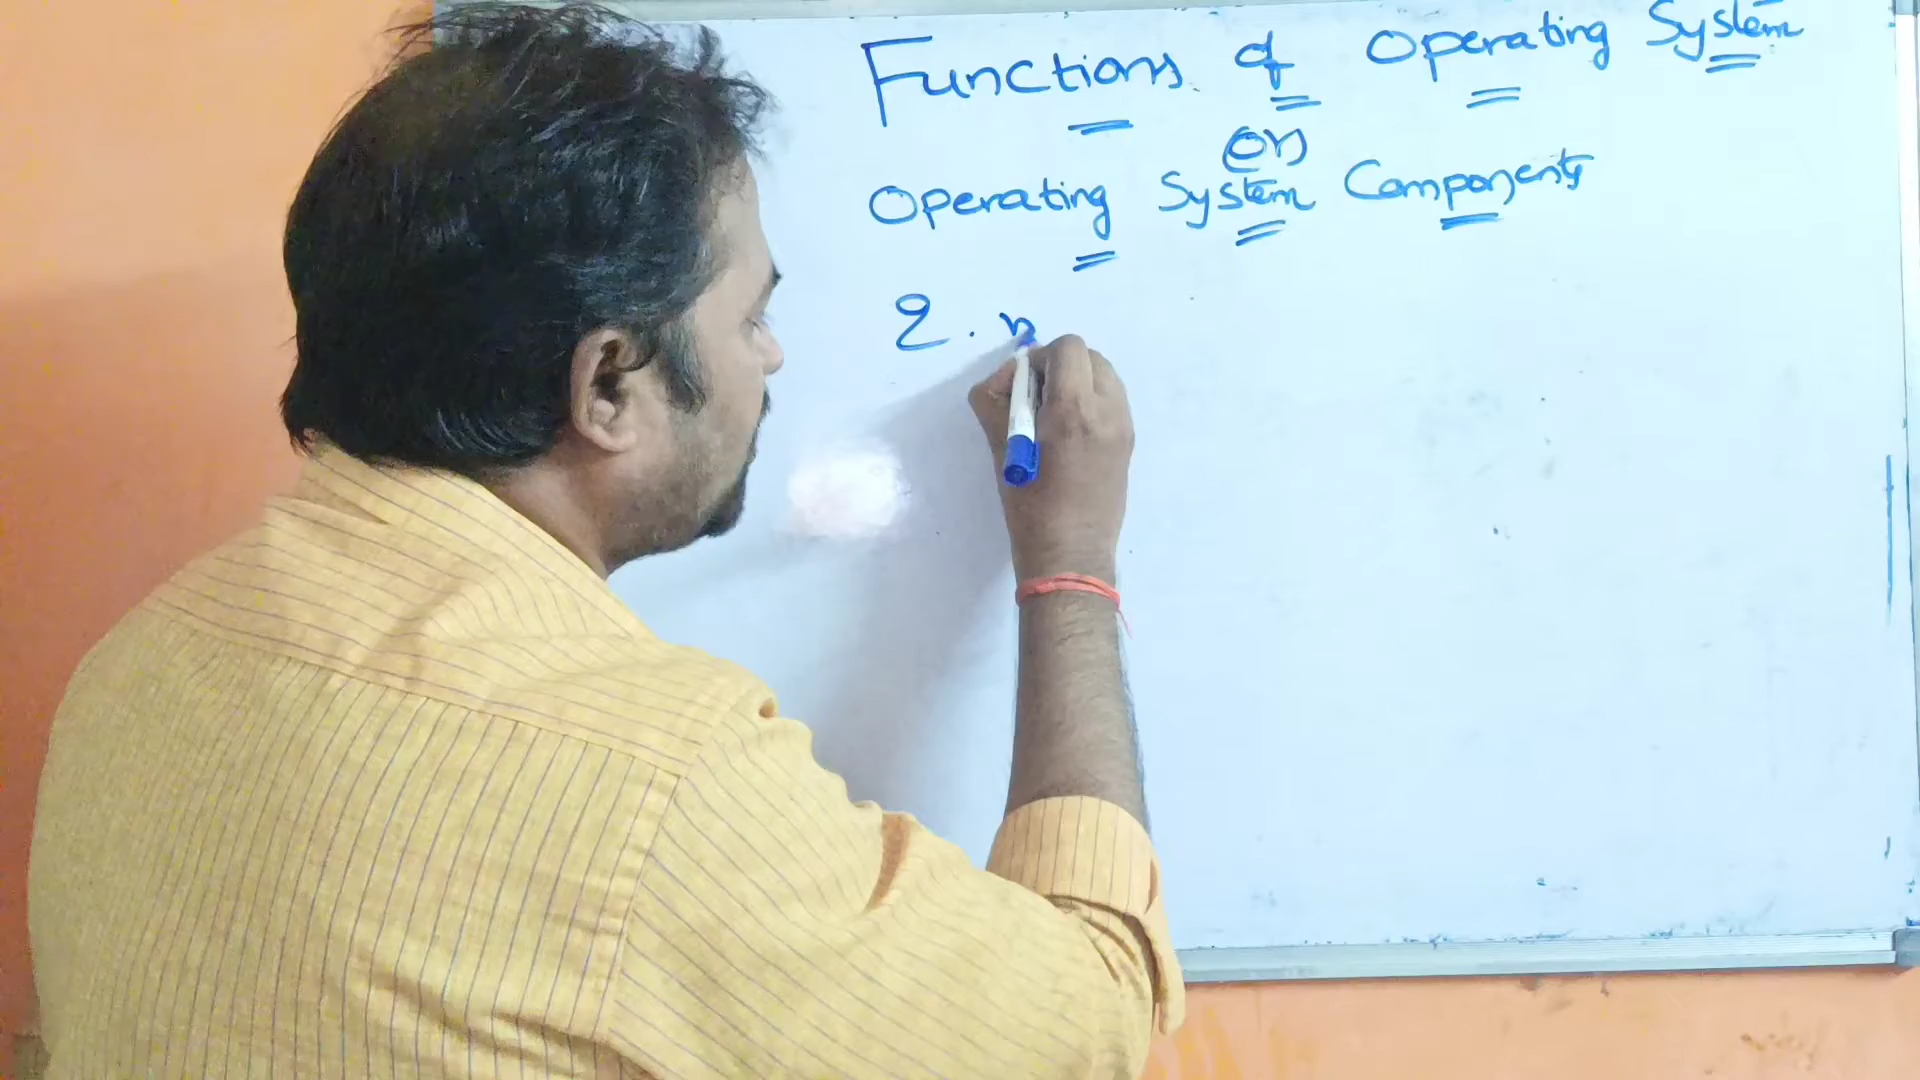 Functions of Operating System
(or)
Operating System Components
2.